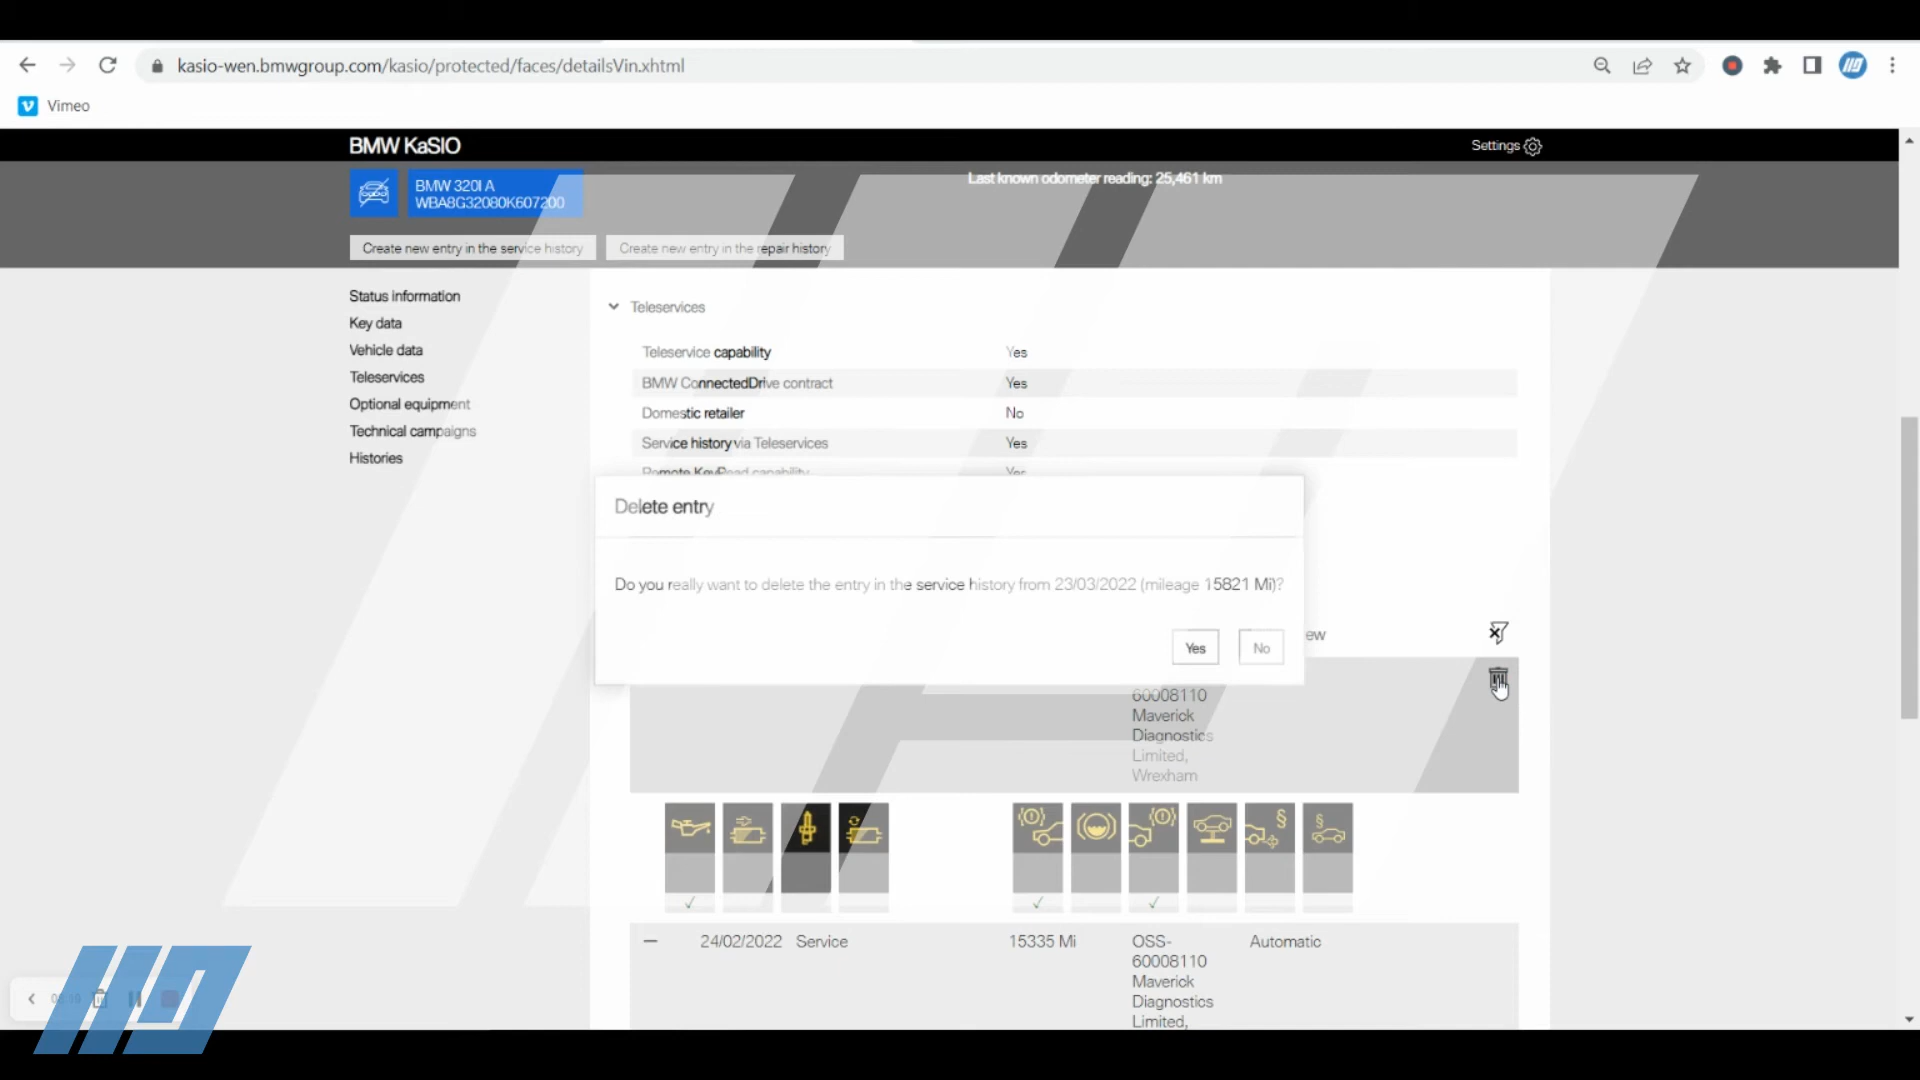 kasio-wen.bmwgroup.com/kasio/protected/faces/detailsVin.xhtml
Vimeo
BMW KaSIO
Settings
BMW 320I A
WBA8G32080K607200
Last known odometer reading: 25,461 km
Create new entry in the service history
Create new entry in the repair history
Status information
Key data
Vehicle data
Teleservices
Optional equipment
Technical campaigns
Histories
Teleservices
Teleservice capability Yes
BMW ConnectedDrive contract Yes
Domestic retailer No
Service history via Teleservices Yes
Remote KeyRead capability Yes
Delete entry
Do you really want to delete the entry in the service history from 23/03/2022 (mileage 15821 Mi)?
Yes No
ew
60008110
Maverick
Diagnostics
Limited,
Wrexham
24/02/2022 Service 15335 Mi OSS- Automatic
60008110
Maverick
Diagnostics
Limited,